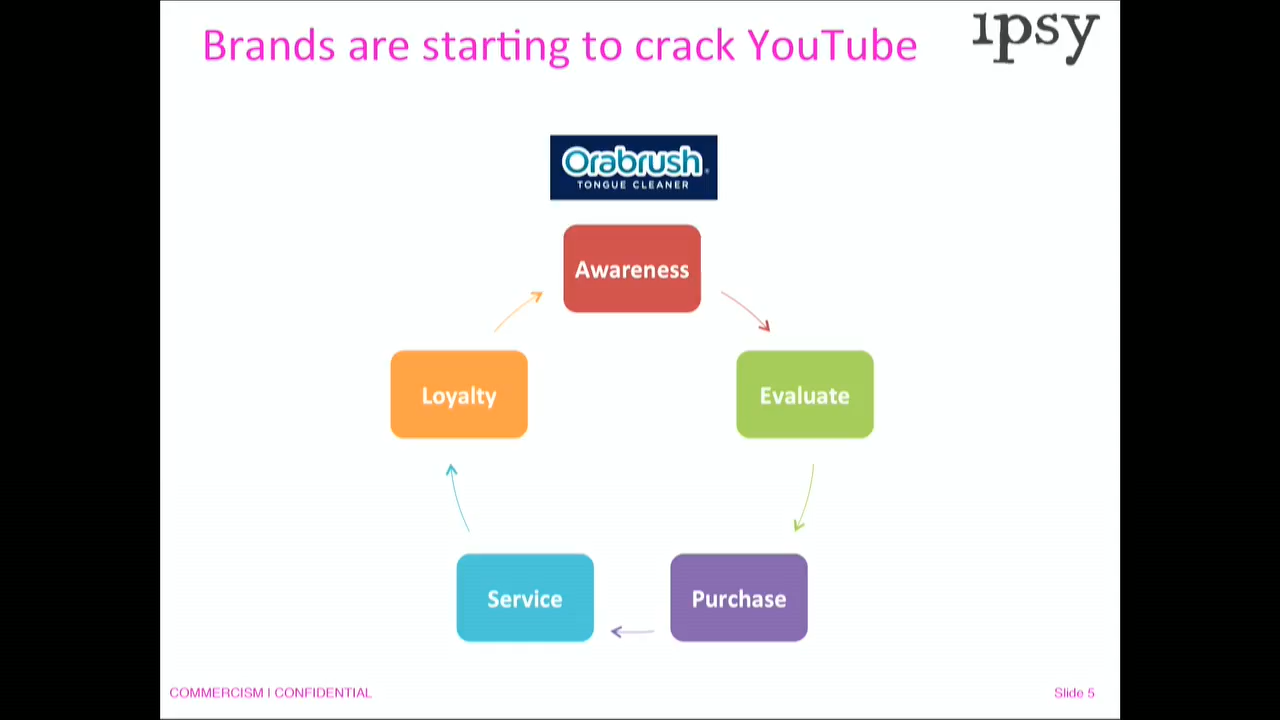 Brands are starting to crack YouTube
ipsy
Orabrush
TONGUE CLEANER
Awareness
Loyalty
Evaluate
Service
Purchase
COMMERCISM I CONFIDENTIAL
Slide 5